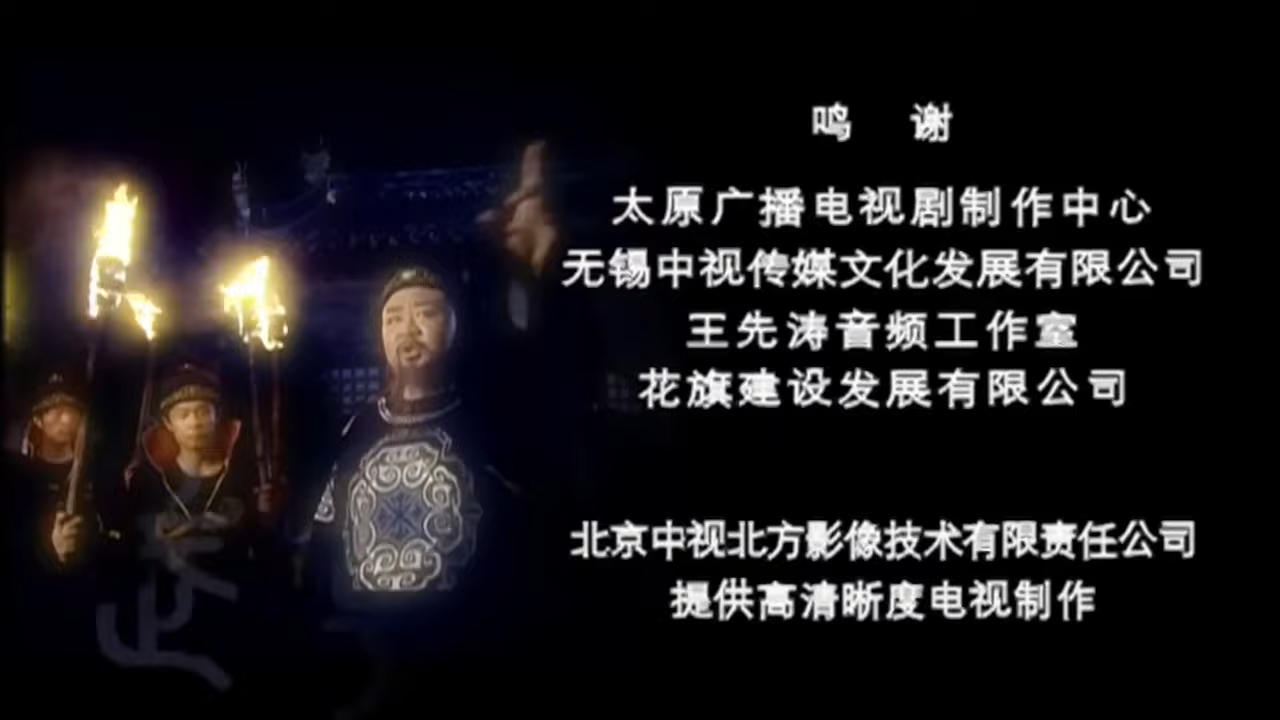 鸣 谢
太原广播电视剧制作中心
无锡中视传媒文化发展有限公司
王先涛音频工作室
花旗建设发展有限公司
北京中视北方影像技术有限责任公司
提供高清晰度电视制作